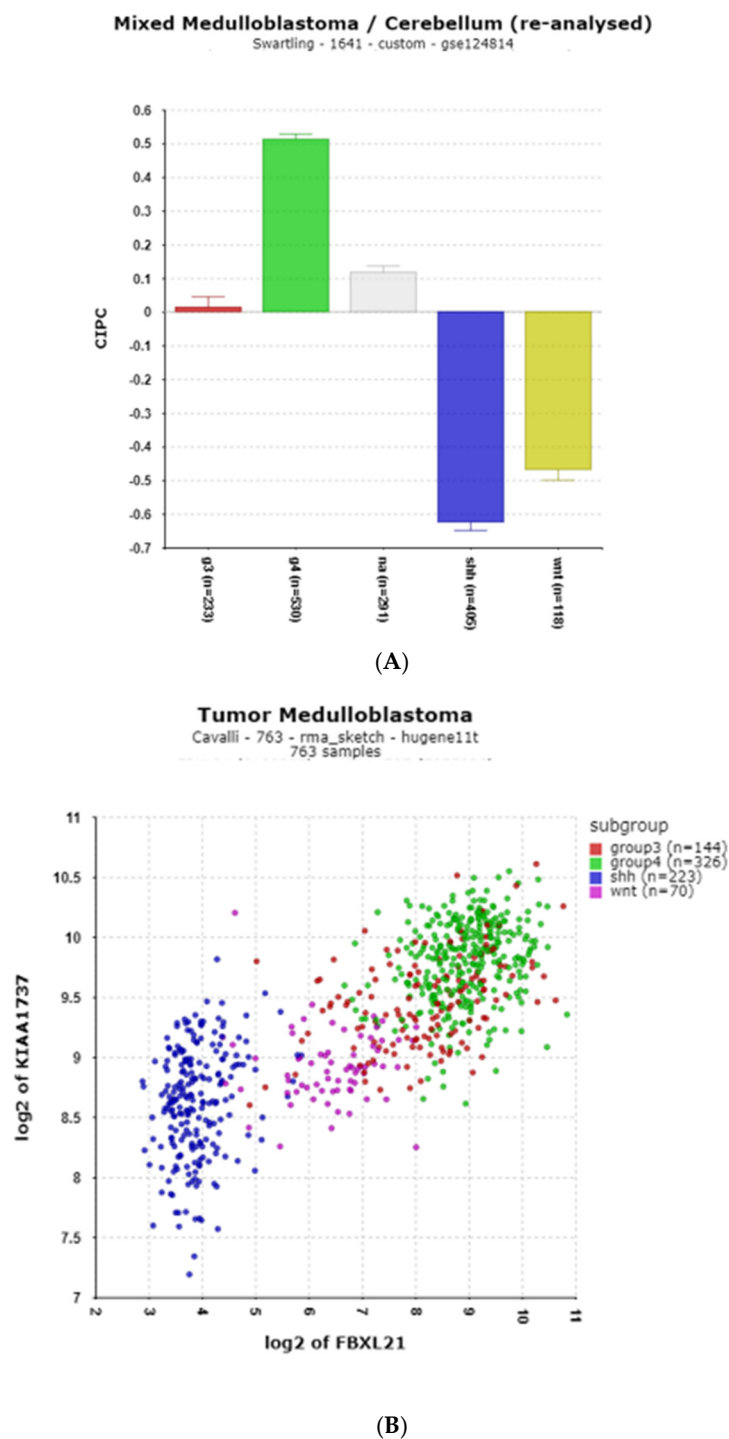 Mixed Medulloblastoma / Cerebellum (re-analysed)
Swartling - 1641 - custom - gse124814
0.6
0.5
0.4
0.3
0.2
0.1
0
-0.1
-0.2
-0.3
-0.4
-0.5
-0.6
-0.7
CIPC
g3 (n=233)
g4 (n=530)
na (n=291)
shh (n=405)
wnt (n=118)
(A)
Tumor Medulloblastoma
Cavalli - 763 - rma_sketch - hugene11t
763 samples
subgroup
group3 (n=144)
group4 (n=326)
shh (n=223)
wnt (n=70)
11
10.5
10
9.5
9
8.5
8
7.5
7
log2 of KIAA1737
2
3
4
5
6
7
8
9
10
11
log2 of FBXL21
(B)